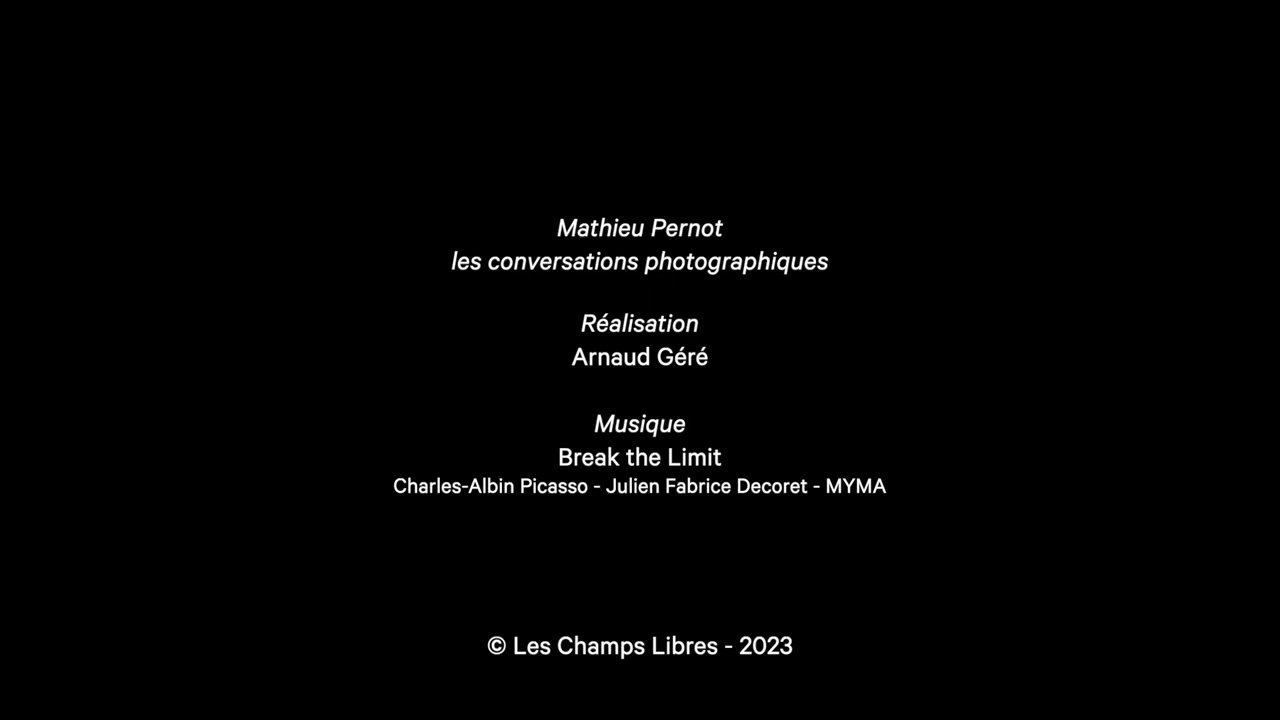 Mathieu Pernot
les conversations photographiques
Réalisation
Arnaud Géré
Musique
Break the Limit
Charles-Albin Picasso - Julien Fabrice Decoret - MYMA
© Les Champs Libres - 2023